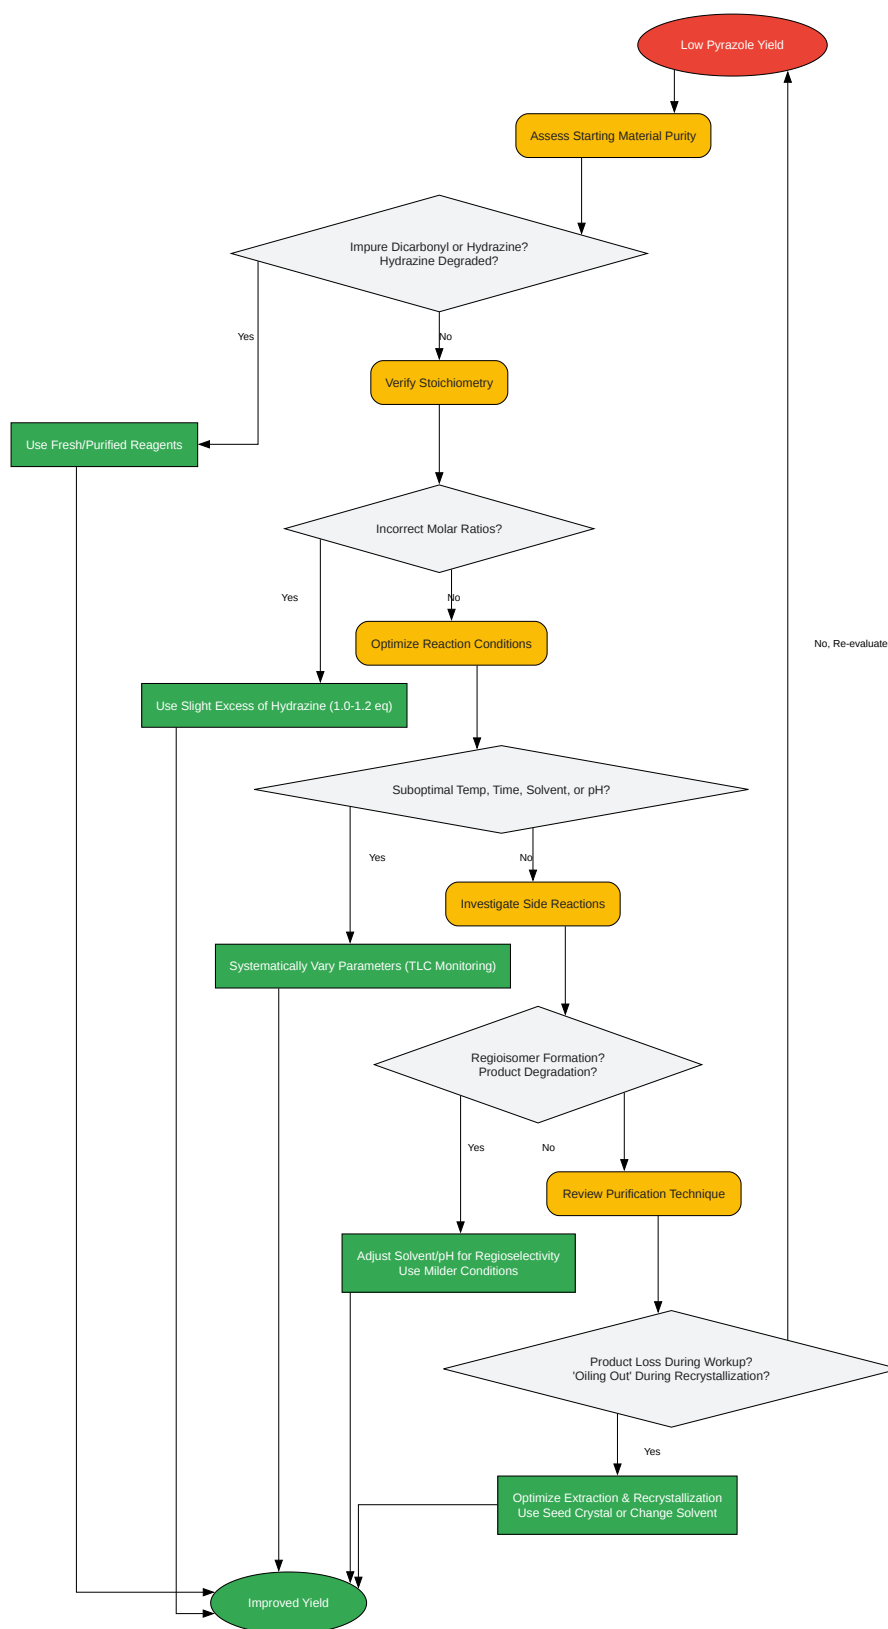 Low Pyrazole Yield
Assess Starting Material Purity
Impure Dicarbonyl or Hydrazine?
Hydrazine Degraded?
Yes
No
Verify Stoichiometry
Use Fresh/Purified Reagents
Incorrect Molar Ratios?
Yes
No
Optimize Reaction Conditions
No, Re-evaluate
Use Slight Excess of Hydrazine (1.0-1.2 eq)
Suboptimal Temp, Time, Solvent, or pH?
Yes
No
Investigate Side Reactions
Systematically Vary Parameters (TLC Monitoring)
Regioisomer Formation?
Product Degradation?
Yes
No
Review Purification Technique
Adjust Solvent/pH for Regioselectivity
Use Milder Conditions
Product Loss During Workup?
'Oiling Out' During Recrystallization?
Yes
Optimize Extraction & Recrystallization
Use Seed Crystal or Change Solvent
Improved Yield